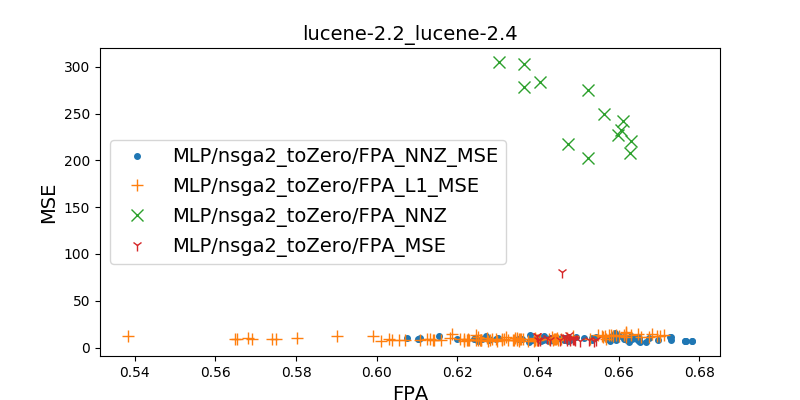 lucene-2.2_lucene-2.4
MSE
300
250
200
150
100
50
0
MLP/nsga2_toZero/FPA_NNZ_MSE
MLP/nsga2_toZero/FPA_L1_MSE
MLP/nsga2_toZero/FPA_NNZ
MLP/nsga2_toZero/FPA_MSE
0.54 0.56 0.58 0.60 0.62 0.64 0.66 0.68
FPA